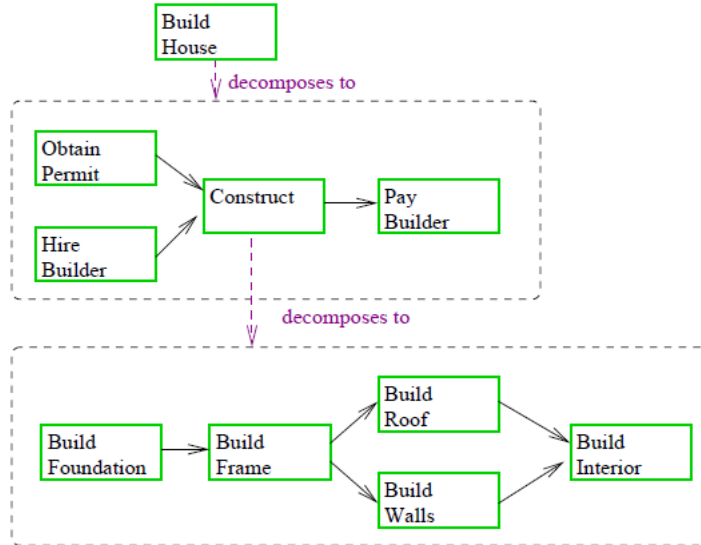 Build
House
decomposes to
Obtain
Permit
Construct
Pay
Builder
Hire
Builder
decomposes to
Build
Roof
Build
Foundation
Build
Frame
Build
Interior
Build
Walls